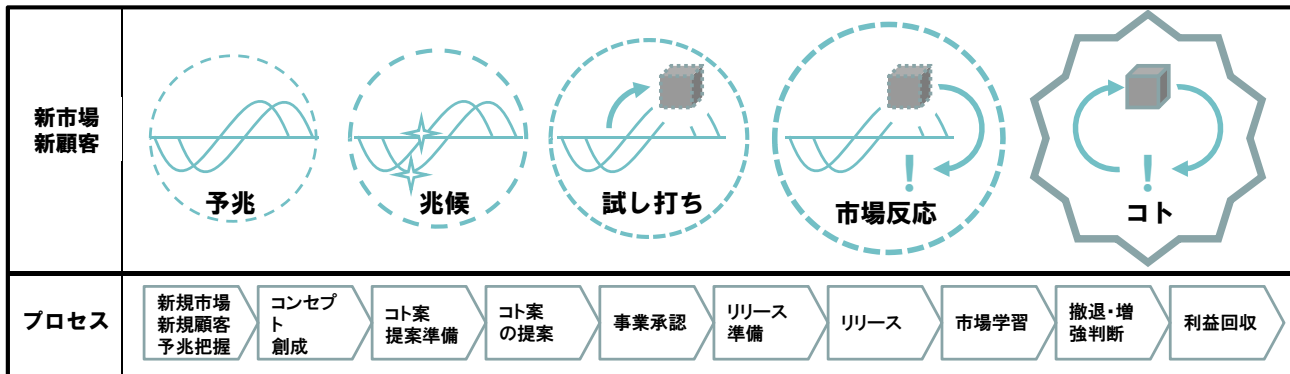 新市場
新顧客
予兆
兆候
試し打ち
!
市場反応
!
コト
プロセス
新規市場
新規顧客
予兆把握
コンセプ
ト
創成
コト案
提案準備
コト案
の提案
事業承認
リリース
準備
リリース
市場学習
撤退・増
強判断
利益回収